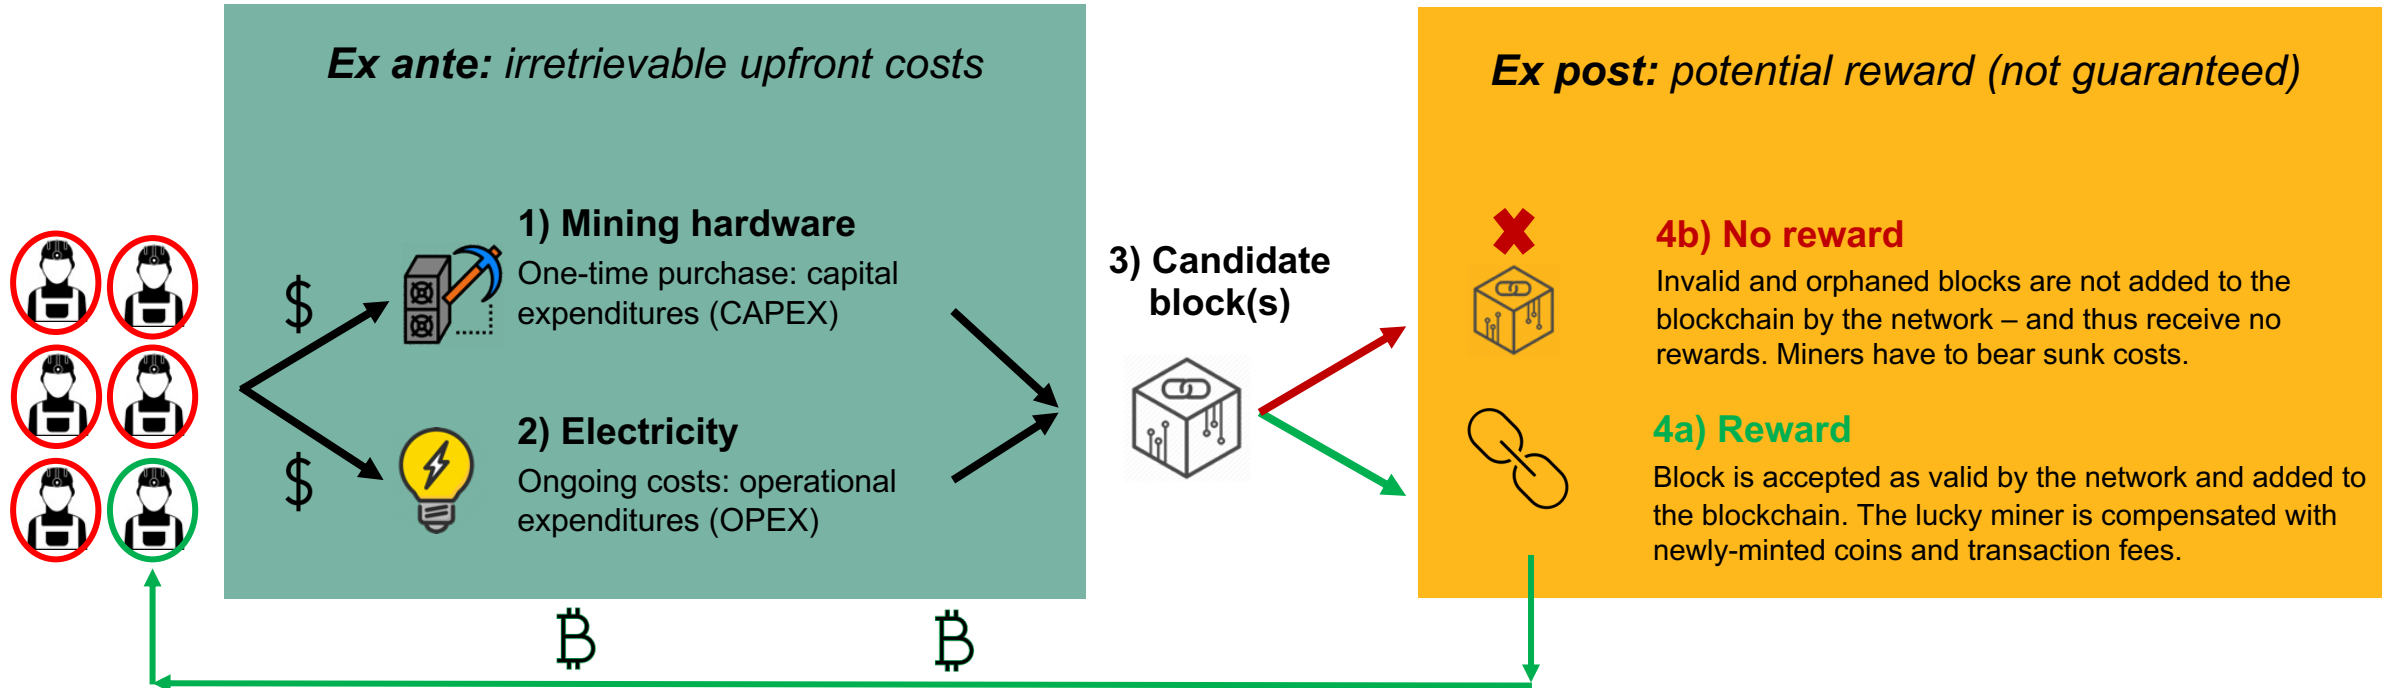 Ex ante: irretrievable upfront costs
1) Mining hardware
One-time purchase: capital
expenditures (CAPEX)
$
2) Electricity
Ongoing costs: operational
expenditures (OPEX)
$
3) Candidate
block(s)
Ex post: potential reward (not guaranteed)
4b) No reward
Invalid and orphaned blocks are not added to the
blockchain by the network – and thus receive no
rewards. Miners have to bear sunk costs.
4a) Reward
Block is accepted as valid by the network and added to
the blockchain. The lucky miner is compensated with
newly-minted coins and transaction fees.
₿ ₿